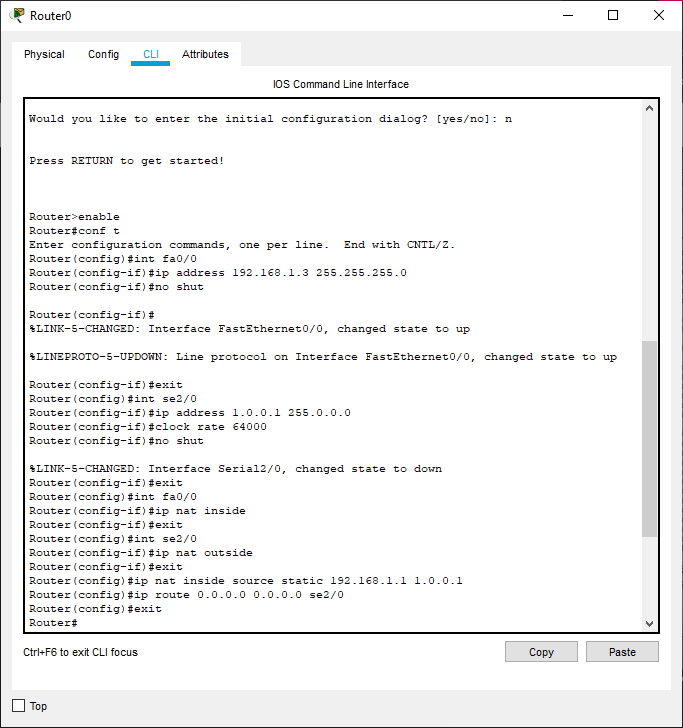 Router0
Physical Config CLI Attributes
IOS Command Line Interface
Would you like to enter the initial configuration dialog? [yes/no]: n
Press RETURN to get started!
Router>enable
Router#conf t
Enter configuration commands, one per line.  End with CNTL/Z.
Router(config)#int fa0/0
Router(config-if)#ip address 192.168.1.3 255.255.255.0
Router(config-if)#no shut
Router(config-if)#
%LINK-5-CHANGED: Interface FastEthernet0/0, changed state to up
%LINEPROTO-5-UPDOWN: Line protocol on Interface FastEthernet0/0, changed state to up
Router(config-if)#exit
Router(config)#int se2/0
Router(config-if)#ip address 1.0.0.1 255.0.0.0
Router(config-if)#clock rate 64000
Router(config-if)#no shut
%LINK-5-CHANGED: Interface Serial2/0, changed state to down
Router(config-if)#exit
Router(config)#int fa0/0
Router(config-if)#ip nat inside
Router(config-if)#exit
Router(config)#int se2/0
Router(config-if)#ip nat outside
Router(config-if)#exit
Router(config)#ip nat inside source static 192.168.1.1 1.0.0.1
Router(config)#ip route 0.0.0.0 0.0.0.0 se2/0
Router(config)#exit
Router#
Ctrl+F6 to exit CLI focus Copy Paste
Top